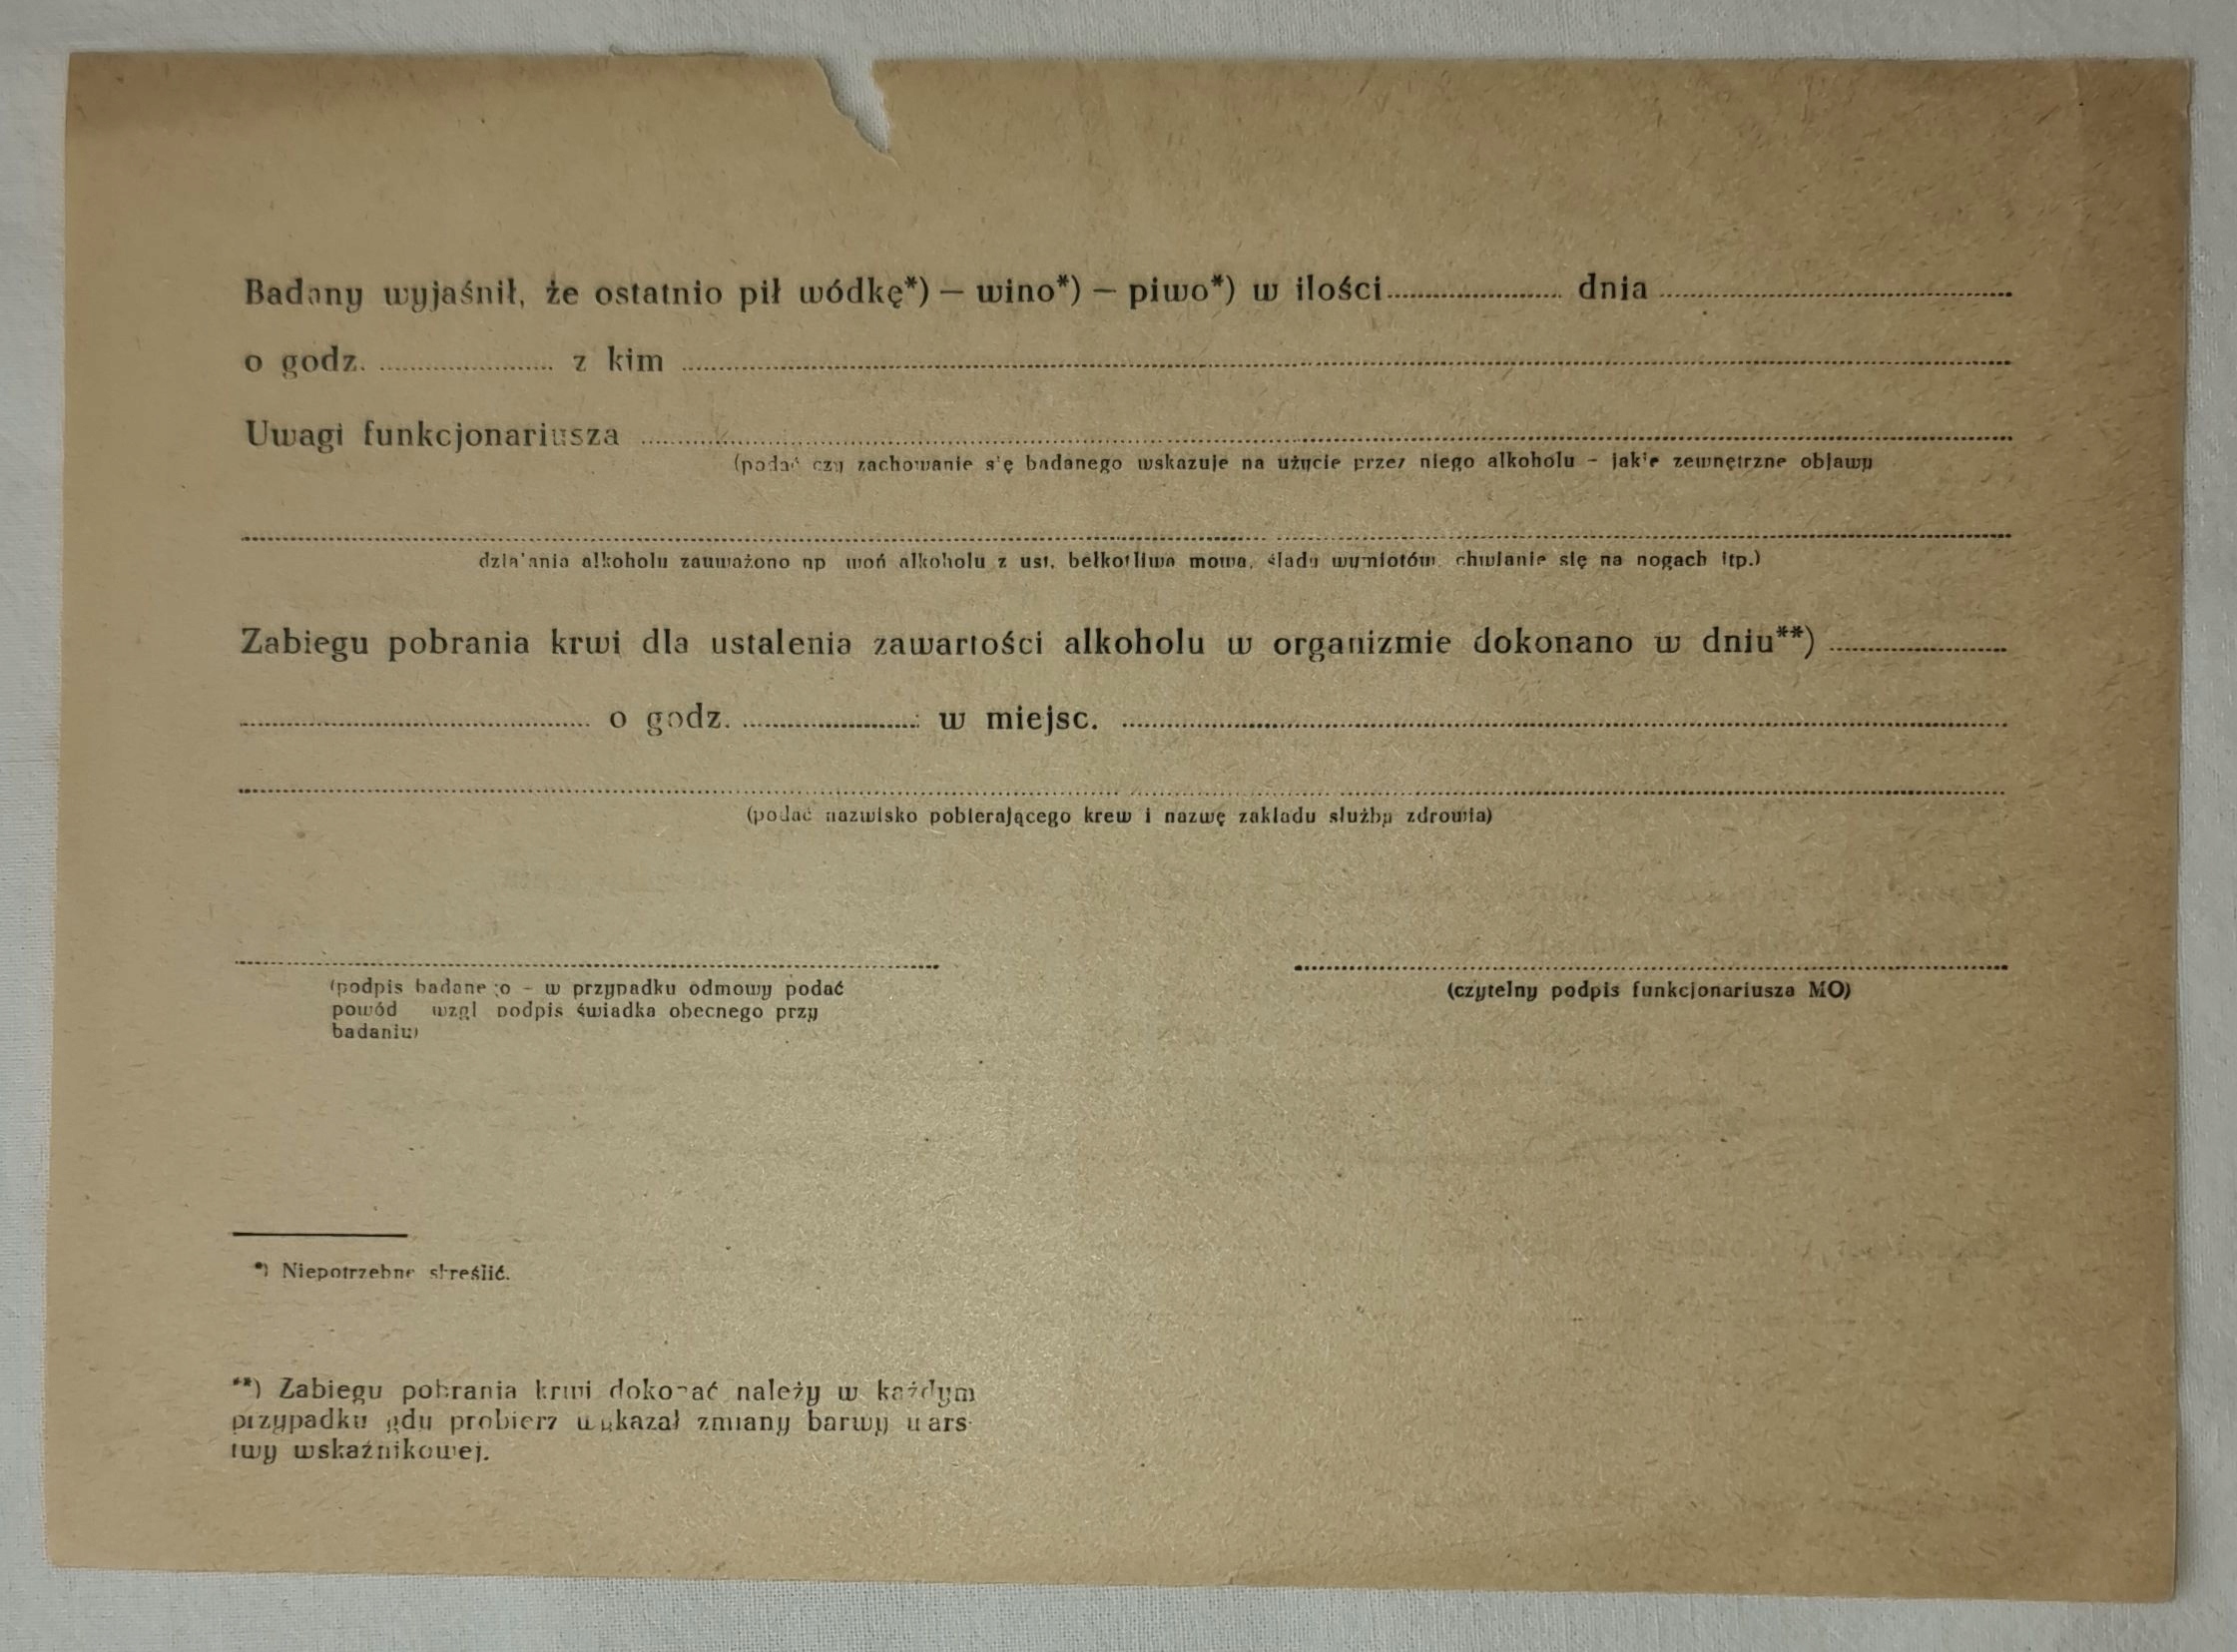 Badany wyjaśnił, że ostatnio pił wódkę*) – wino*) – piwo*) w ilości.................... dnia ........................................
o godz. .................... z kim ................................................................................
Uwagi funkcjonariusza ................................................................................
(podać czy zachowanie się badanego wskazuje na użycie przez niego alkoholu – jakie zewnętrzne objawy
................................................................................
działania alkoholu zauważono np woń alkoholu z ust, bełkotliwa mowa, ślady wymiotów, chwianie się na nogach itp.)
Zabiegu pobrania krwi dla ustalenia zawartości alkoholu w organizmie dokonano w dniu**) ....................
........................................ o godz. .................... w miejsc. ................................................................................
................................................................................
(podać nazwisko pobierającego krew i nazwę zakładu służby zdrowia)
................................................................................
(podpis badanego – w przypadku odmowy podać
powód wzgl podpis świadka obecnego przy
badaniu)
................................................................................
(czytelny podpis funkcjonariusza MO)
*) Niepotrzebne skreślić.
**) Zabiegu pobrania krwi dokonać należy w każdym
przypadku gdy probierz wykazał zmiany barwy wars-
twy wskaźnikowej.